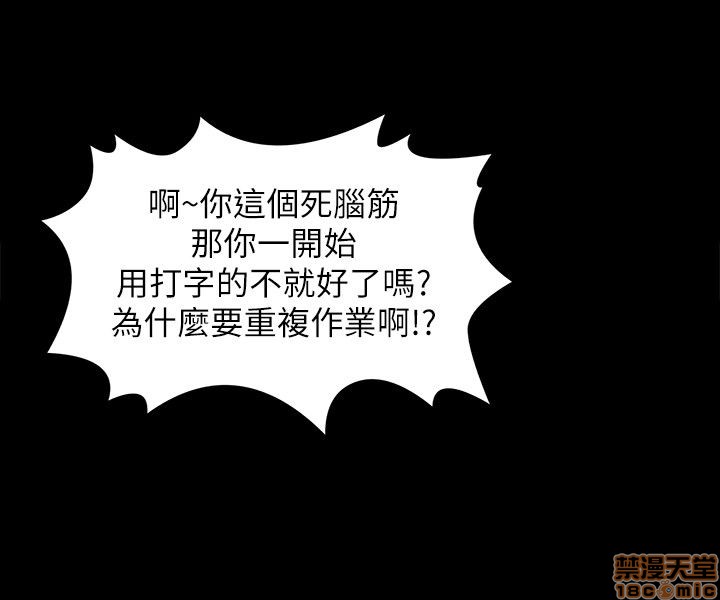 啊~你這個死腦筋
那你一開始
用打字的不就好了嗎?
為什麼要重複作業啊!?
禁漫天堂
18COMIC.ORG